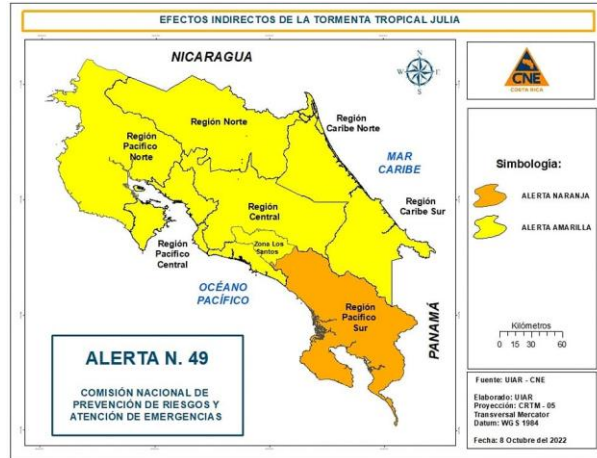 EFECTOS INDIRECTOS DE LA TORMENTA TROPICAL JULIA
NICARAGUA
N
W
E
S
CNE
COSTA RICA
Región Norte
Región
Caribe Norte
Región
Pacífico
Norte
MAR
CARIBE
Región
Central
Región
Caribe Sur
Zona Los
Santos
Región
Pacífico
Central
OCÉANO
PACÍFICO
Región
Pacífico
Sur
PANAMÁ
ALERTA N. 49
COMISIÓN NACIONAL DE
PREVENCIÓN DE RIESGOS Y
ATENCIÓN DE EMERGENCIAS
Simbología:
ALERTA NARANJA
ALERTA AMARILLA
Kilómetros
0 15 30 60
Fuente: UIAR - CNE
Elaborado: UIAR
Proyección: CRTM - 05
Transversal Mercator
Datum: WGS 1984
Fecha: 8 Octubre del 2022